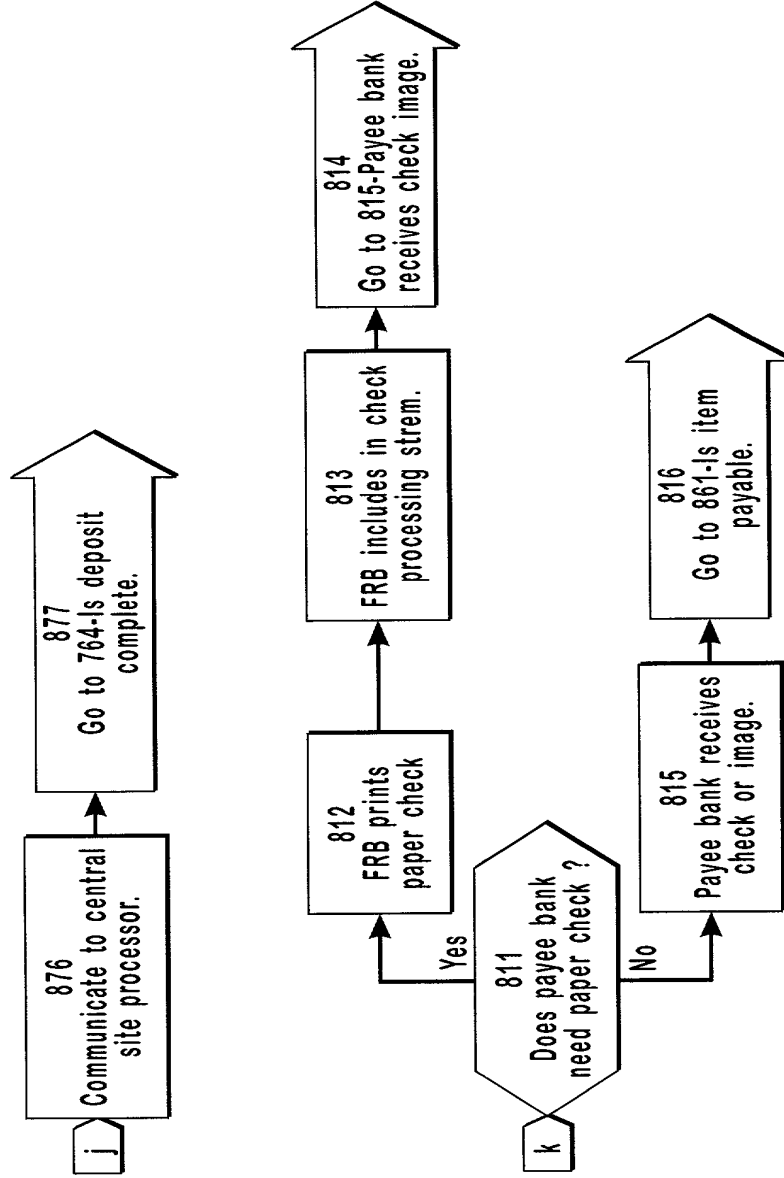 j
876
Communicate to central
site processor.
877
Go to 764-Is deposit
complete.
k
811
Does payee bank
need paper check ?
Yes
812
FRB prints
paper check
813
FRB includes in check
processing strem.
814
Go to 815-Payee bank
receives check image.
No
815
Payee bank receives
check or image.
816
Go to 861-Is item
payable.